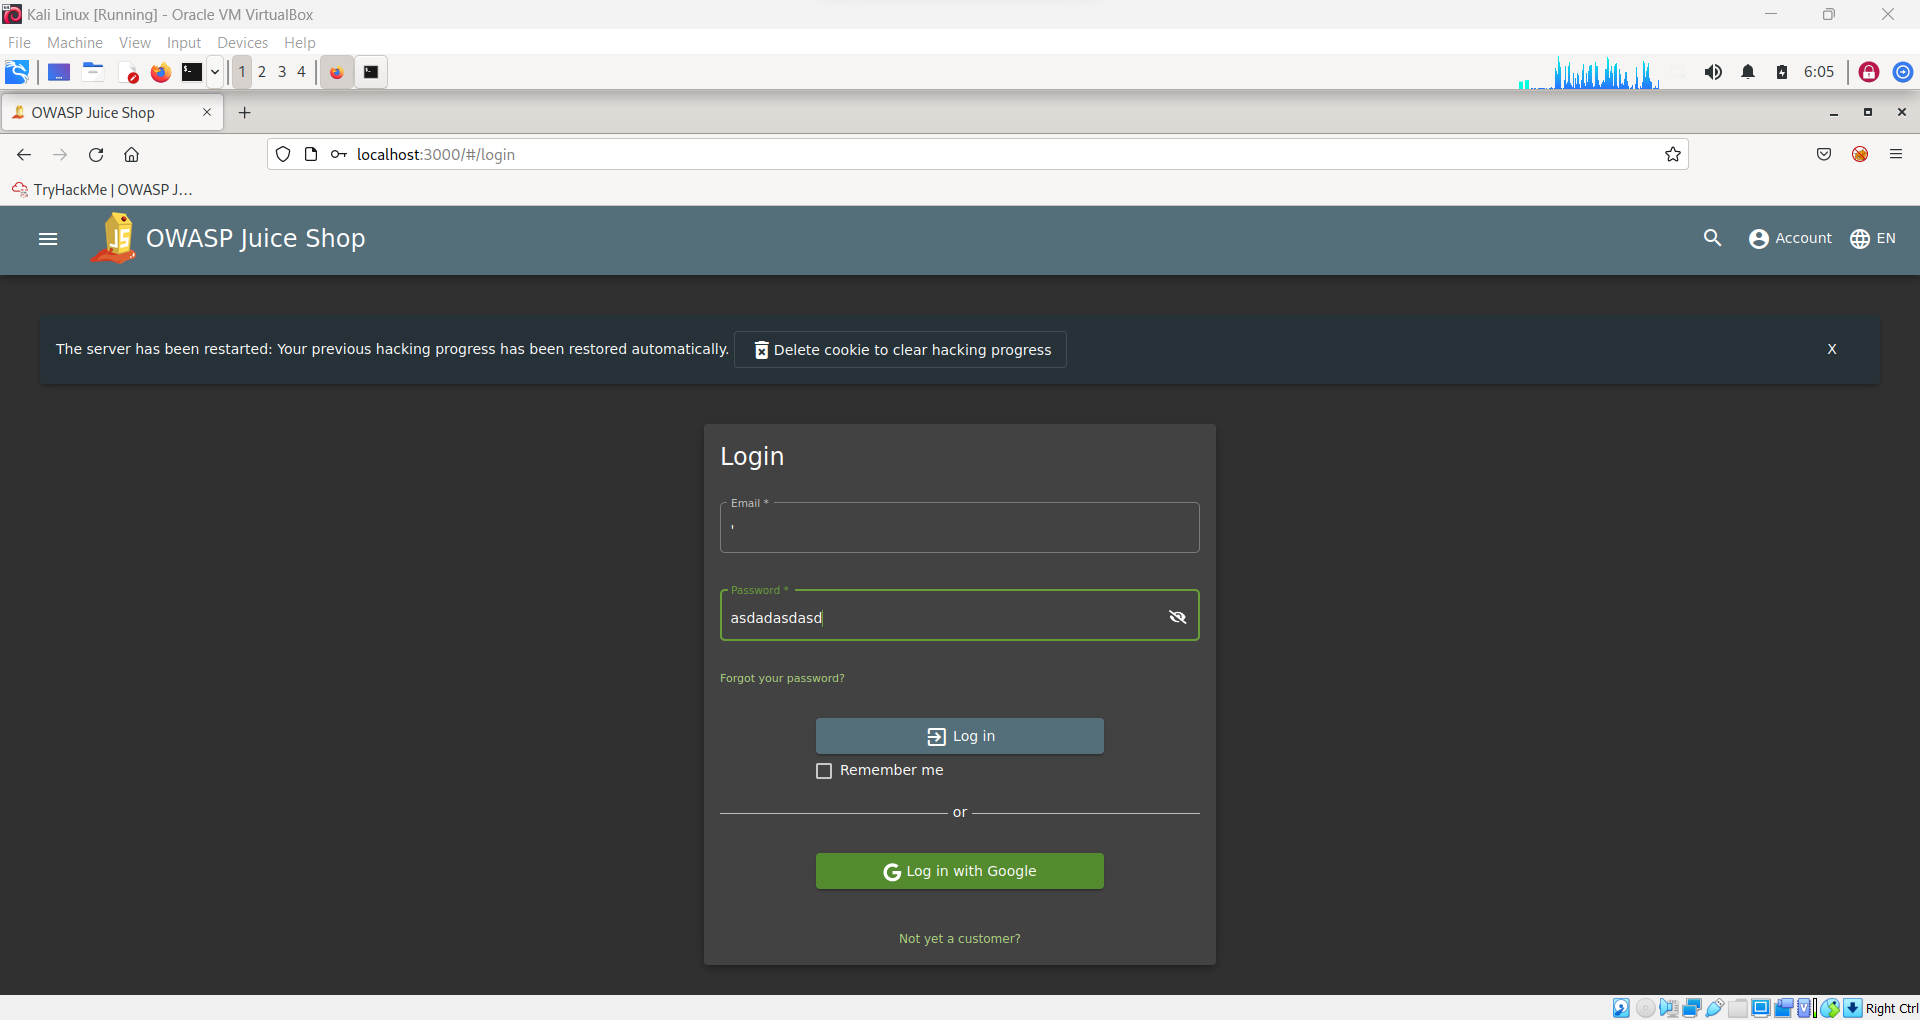 Kali Linux [Running] - Oracle VM VirtualBox
File Machine View Input Devices Help
1 2 3 4
6:05
OWASP Juice Shop
localhost:3000/#/login
TryHackMe | OWASP J...
OWASP Juice Shop
Account
EN
The server has been restarted: Your previous hacking progress has been restored automatically.
Delete cookie to clear hacking progress
X
Login
Email *
'
Password *
asdadasdasd
Forgot your password?
Log in
Remember me
or
Log in with Google
Not yet a customer?
Right Ctrl